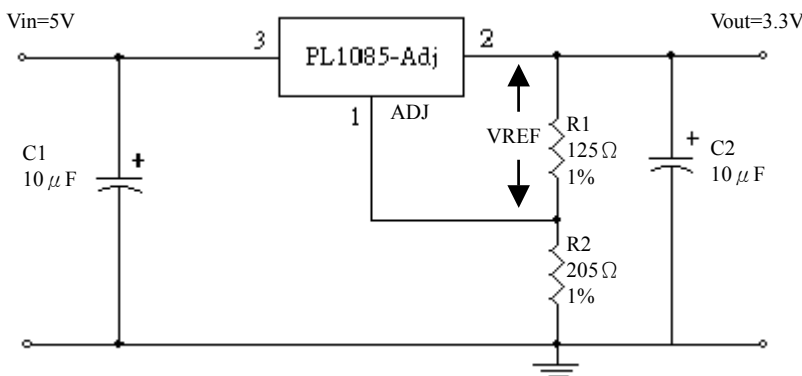 Vin=5V
Vout=3.3V
3
PL1085-Adj
2
1
ADJ
VREF
R1
125Ω
1%
C1
10μF
+
+
C2
10μF
R2
205Ω
1%